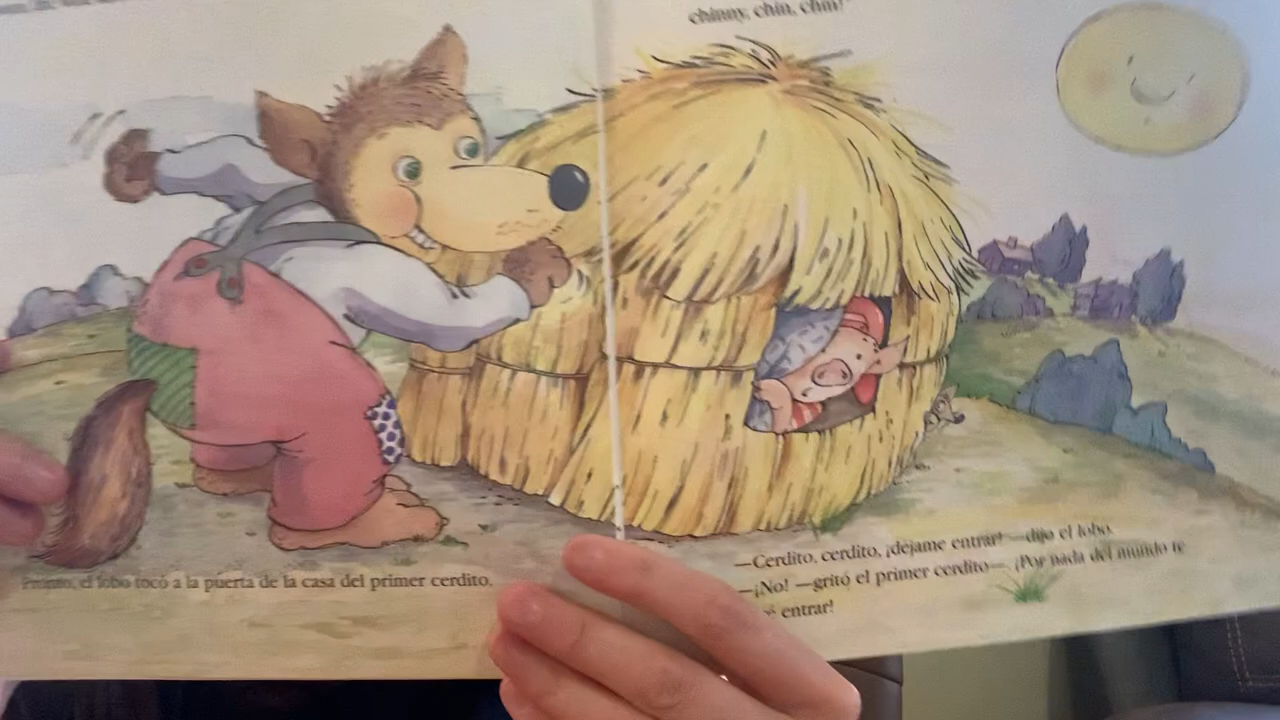 chinny, chin, chin!"
Pronto, el lobo tocó a la puerta de la casa del primer cerdito.
—Cerdito, cerdito, ¡déjame entrar! —dijo el lobo.
—¡No! —gritó el primer cerdito—. ¡Por nada del mundo te
entrar!